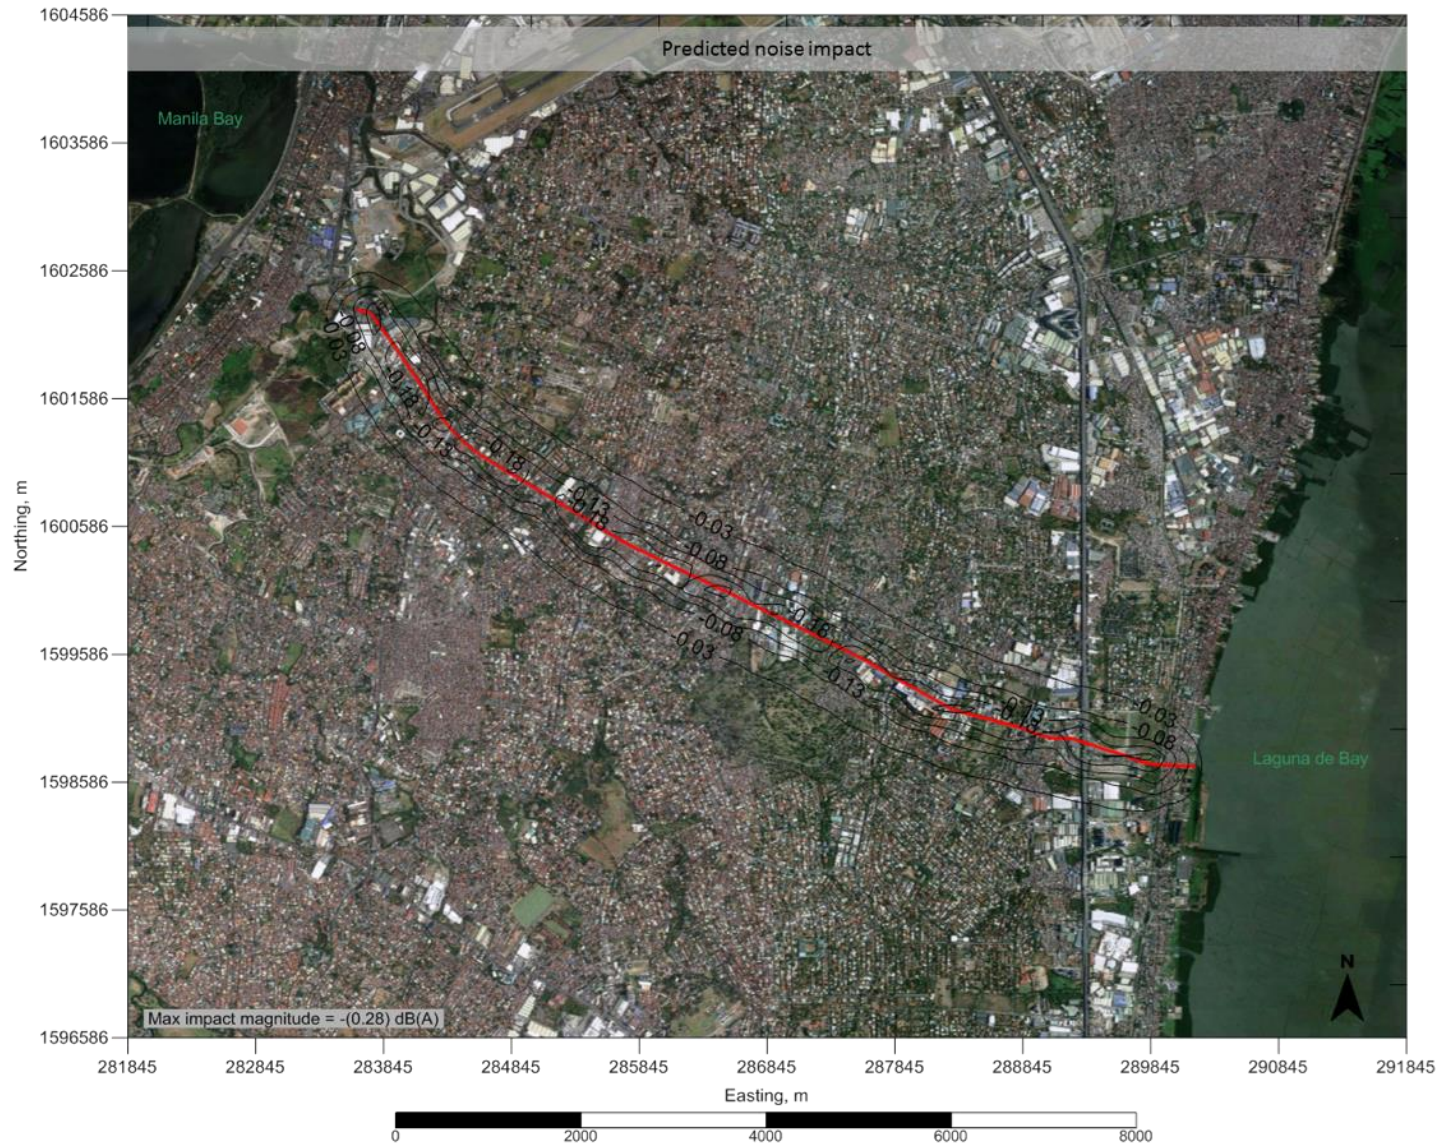 Predicted noise impact
1604586
1603586
1602586
1601586
1600586
1599586
1598586
1597586
1596586
Northing, m
Manila Bay
-0.08
-0.03
-0.18
-0.13
-0.18
-0.13
-0.18
-0.03
-0.08
-0.18
-0.08
-0.03
-0.13
-0.13
-0.03
-0.08
Laguna de Bay
N
Max impact magnitude = -(0.28) dB(A)
281845 282845 283845 284845 285845 286845 287845 288845 289845 290845 291845
Easting, m
0 2000 4000 6000 8000